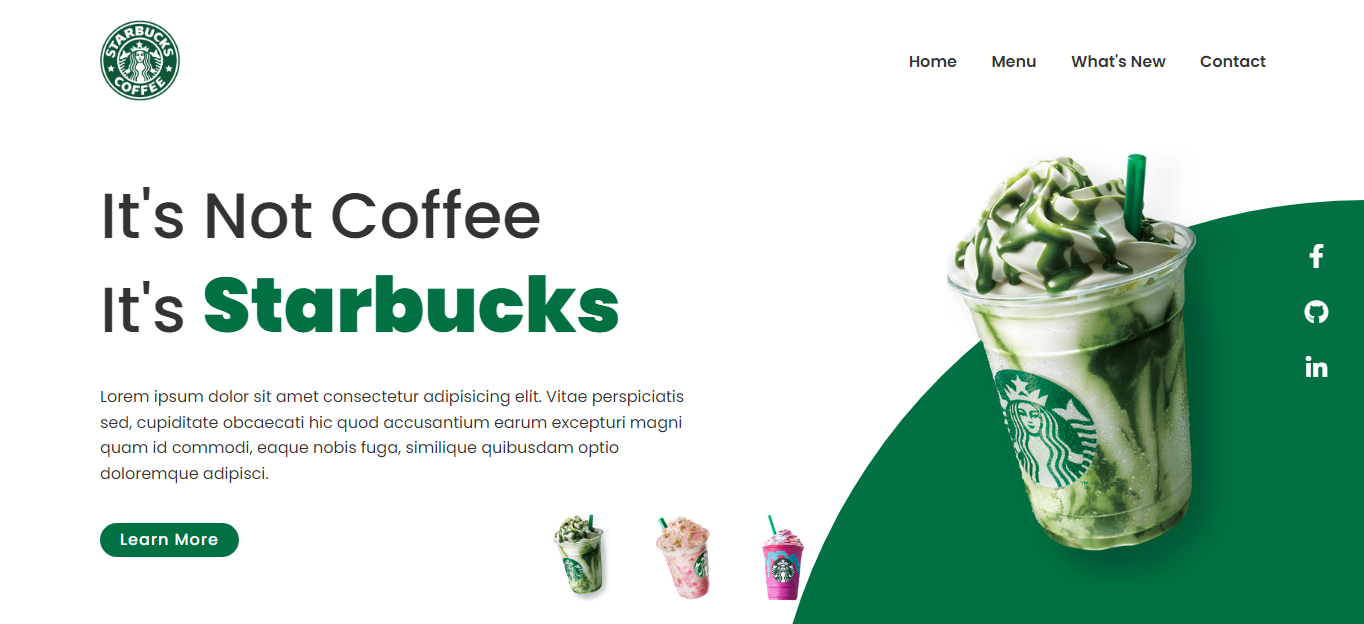 STARBUCKS
COFFEE
Home Menu What's New Contact
It's Not Coffee
It's Starbucks
Lorem ipsum dolor sit amet consectetur adipisicing elit. Vitae perspiciatis
sed, cupiditate obcaecati hic quod accusantium earum excepturi magni
quam id commodi, eaque nobis fuga, similique quibusdam optio
doloremque adipisci.
Learn More